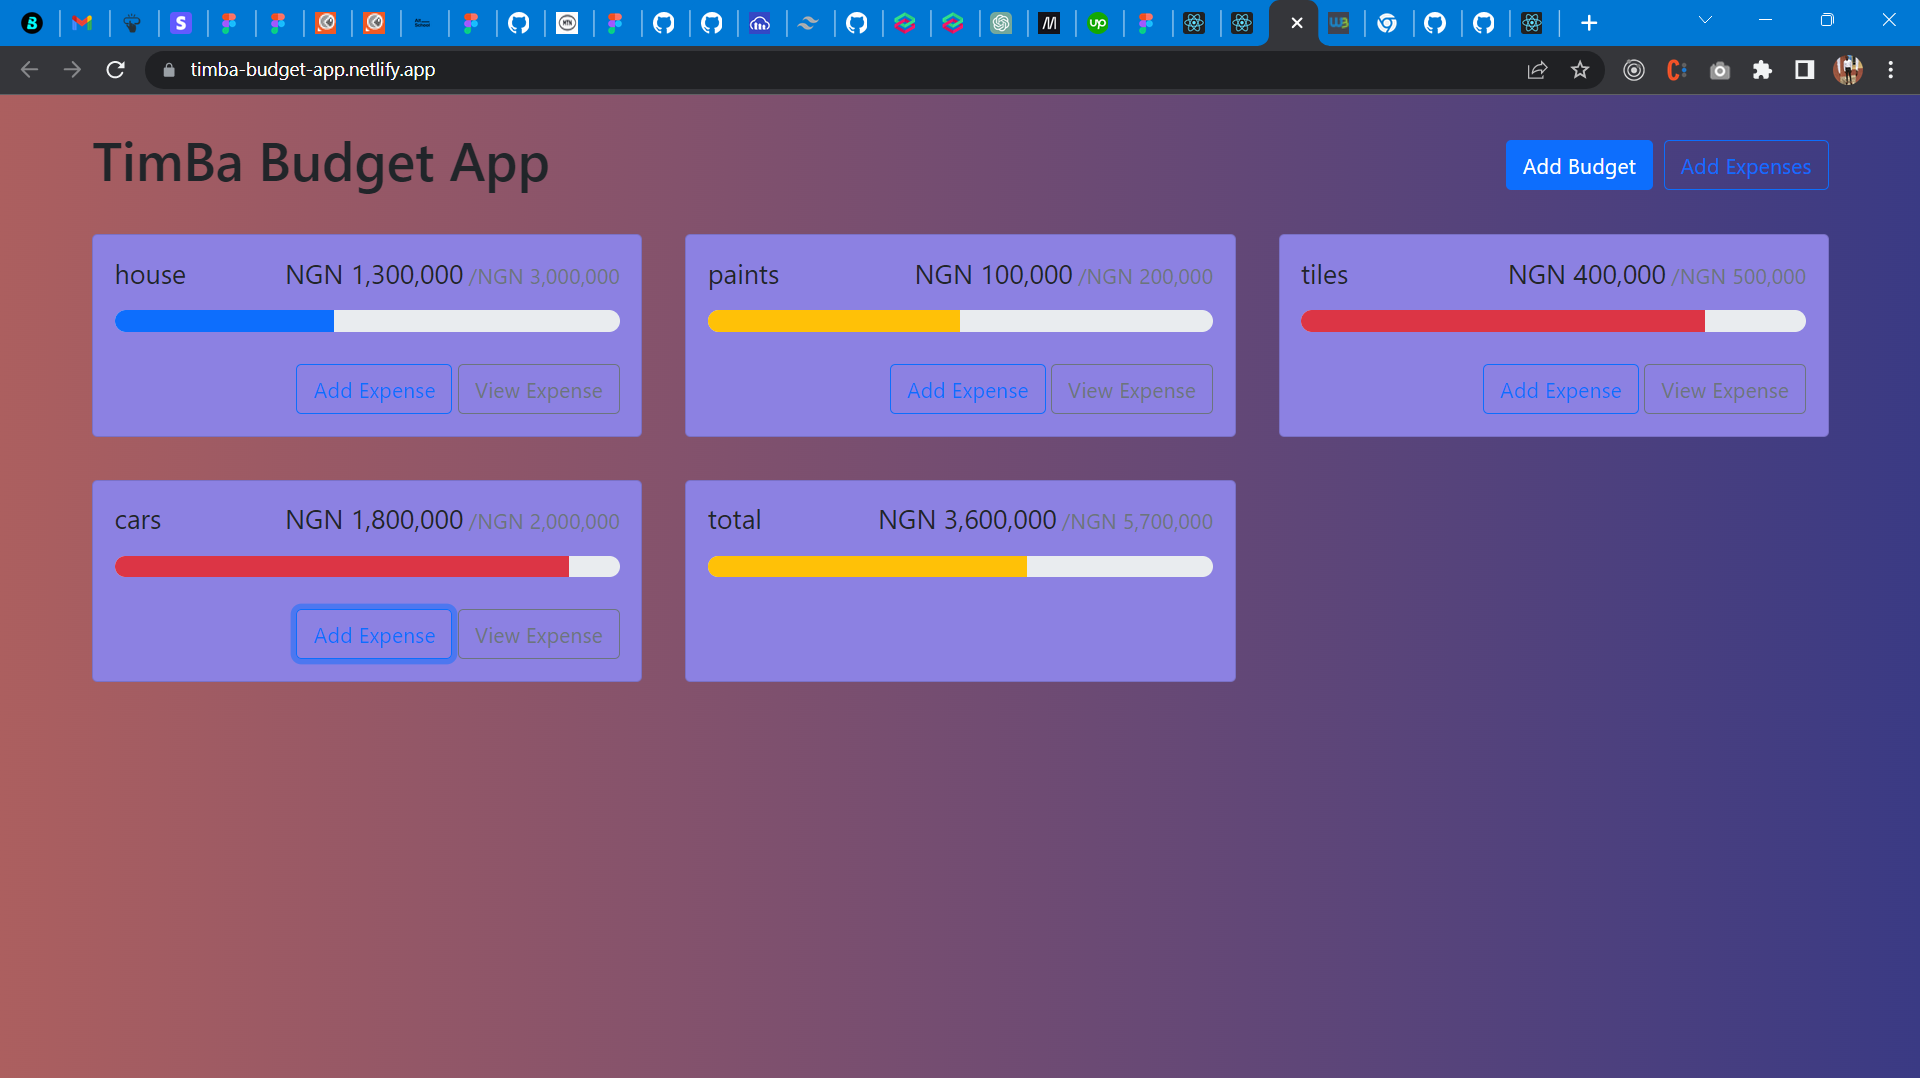 timba-budget-app.netlify.app
TimBa Budget App
Add Budget
Add Expenses
house NGN 1,300,000 /NGN 3,000,000
Add Expense View Expense
paints NGN 100,000 /NGN 200,000
Add Expense View Expense
tiles NGN 400,000 /NGN 500,000
Add Expense View Expense
cars NGN 1,800,000 /NGN 2,000,000
Add Expense View Expense
total NGN 3,600,000 /NGN 5,700,000